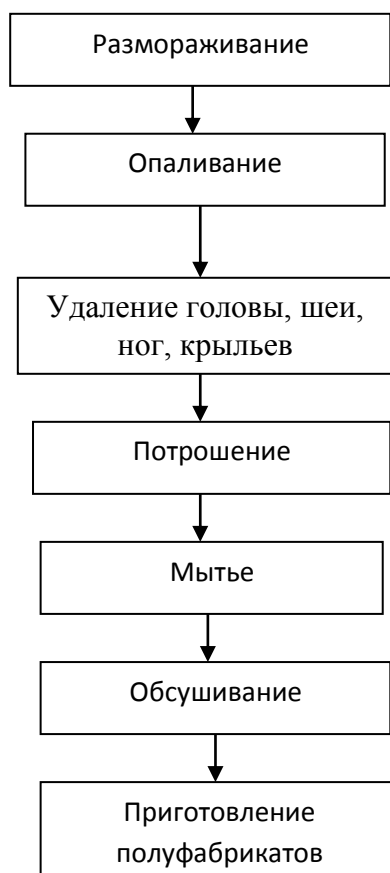 Размораживание
Опаливание
Удаление головы, шеи,
ног, крыльев
Потрошение
Мытье
Обсушивание
Приготовление
полуфабрикатов